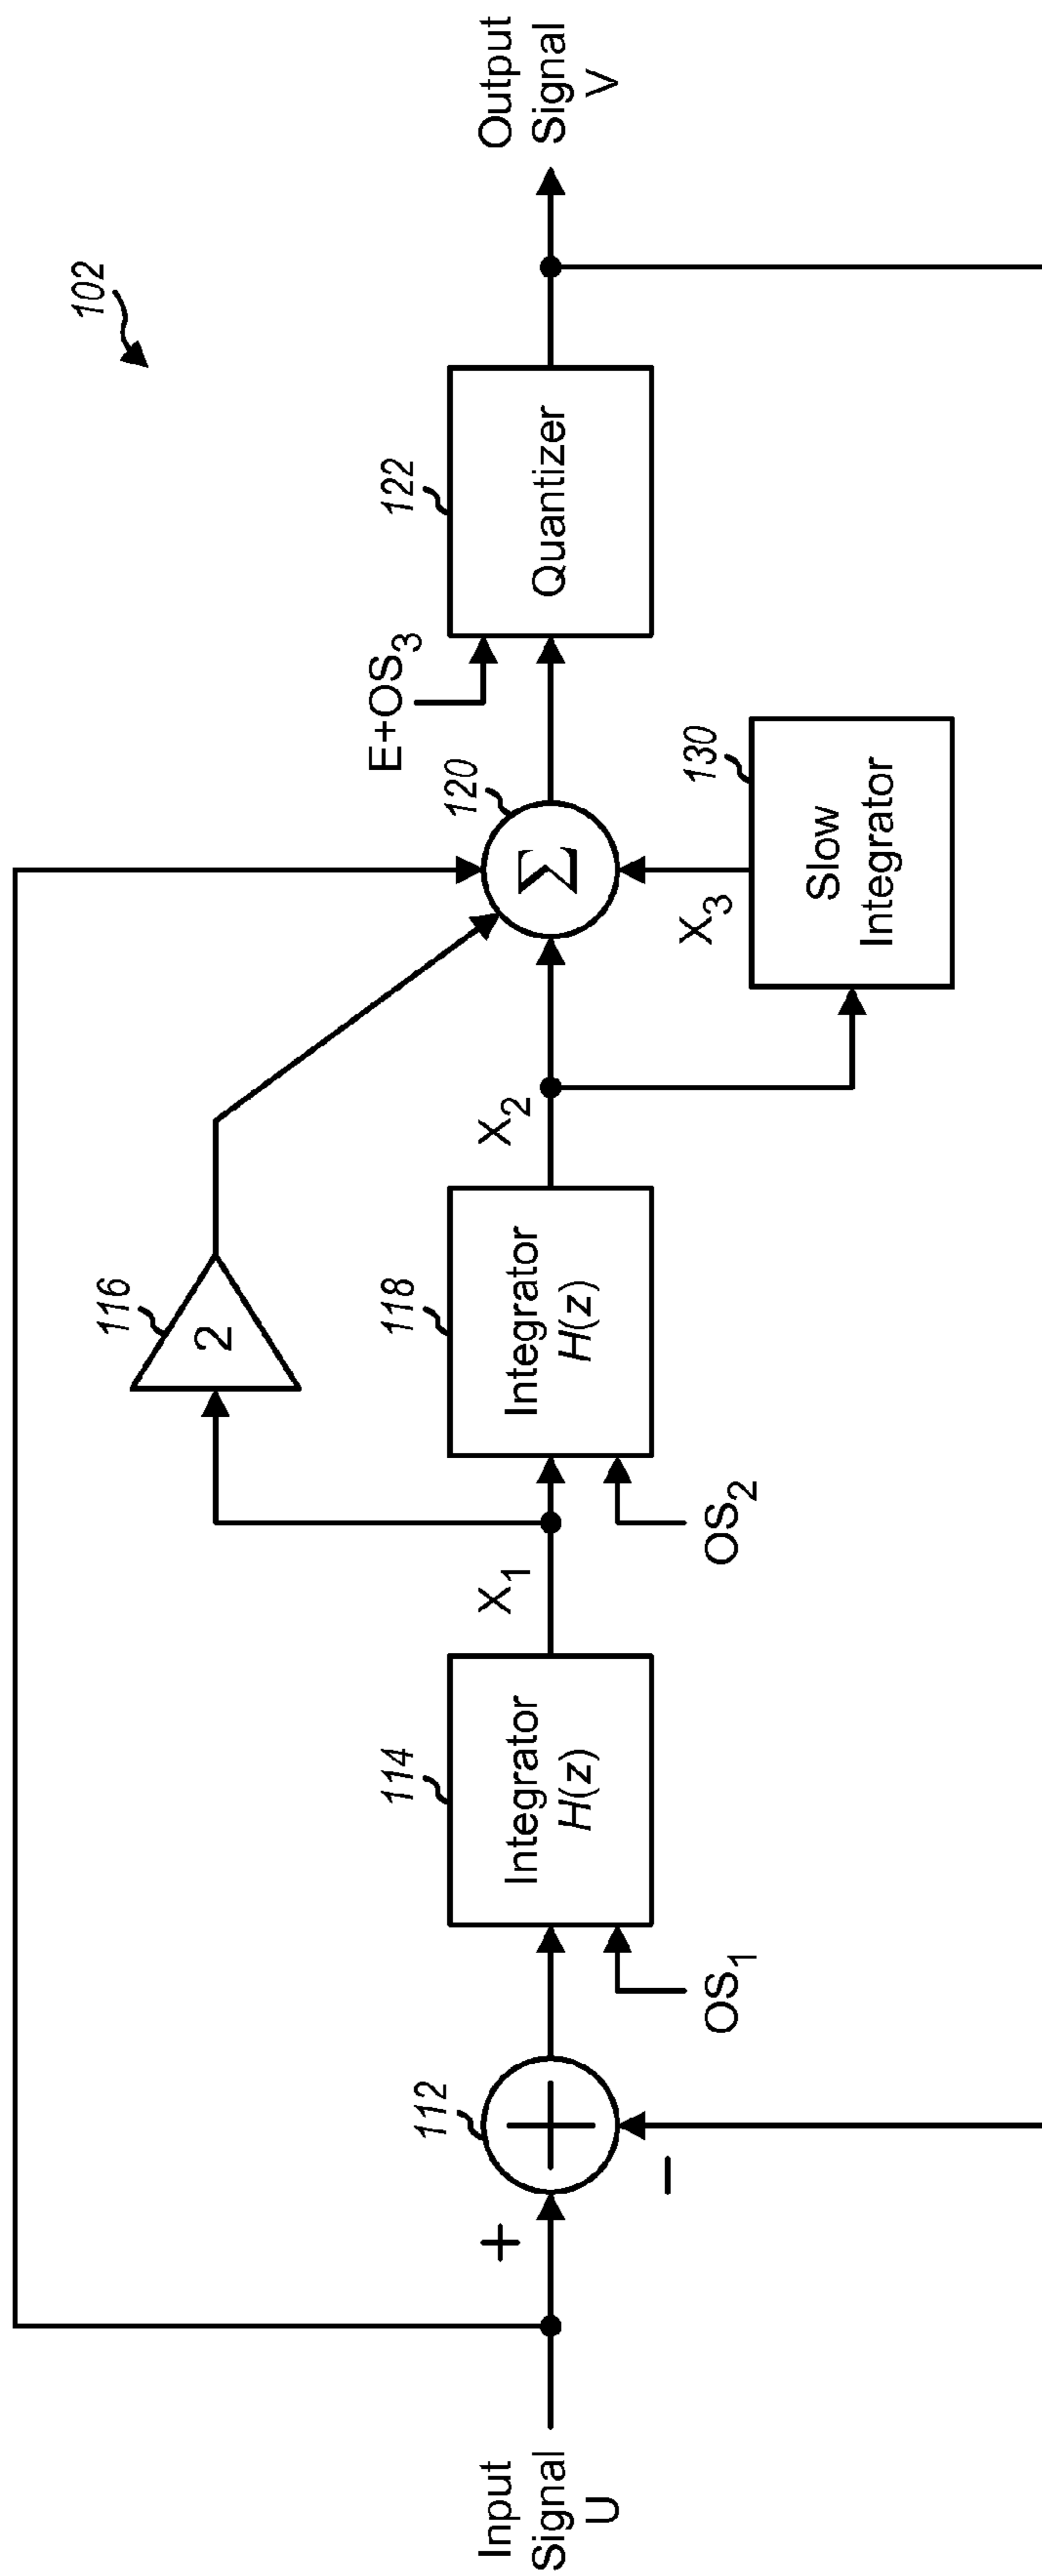 102
Input
Signal
U
+
−
112
OS1
114
Integrator
H(z)
X1
116
2
OS2
118
Integrator
H(z)
X2
120
Σ
X3
130
Slow
Integrator
E+OS3
122
Quantizer
Output
Signal
V